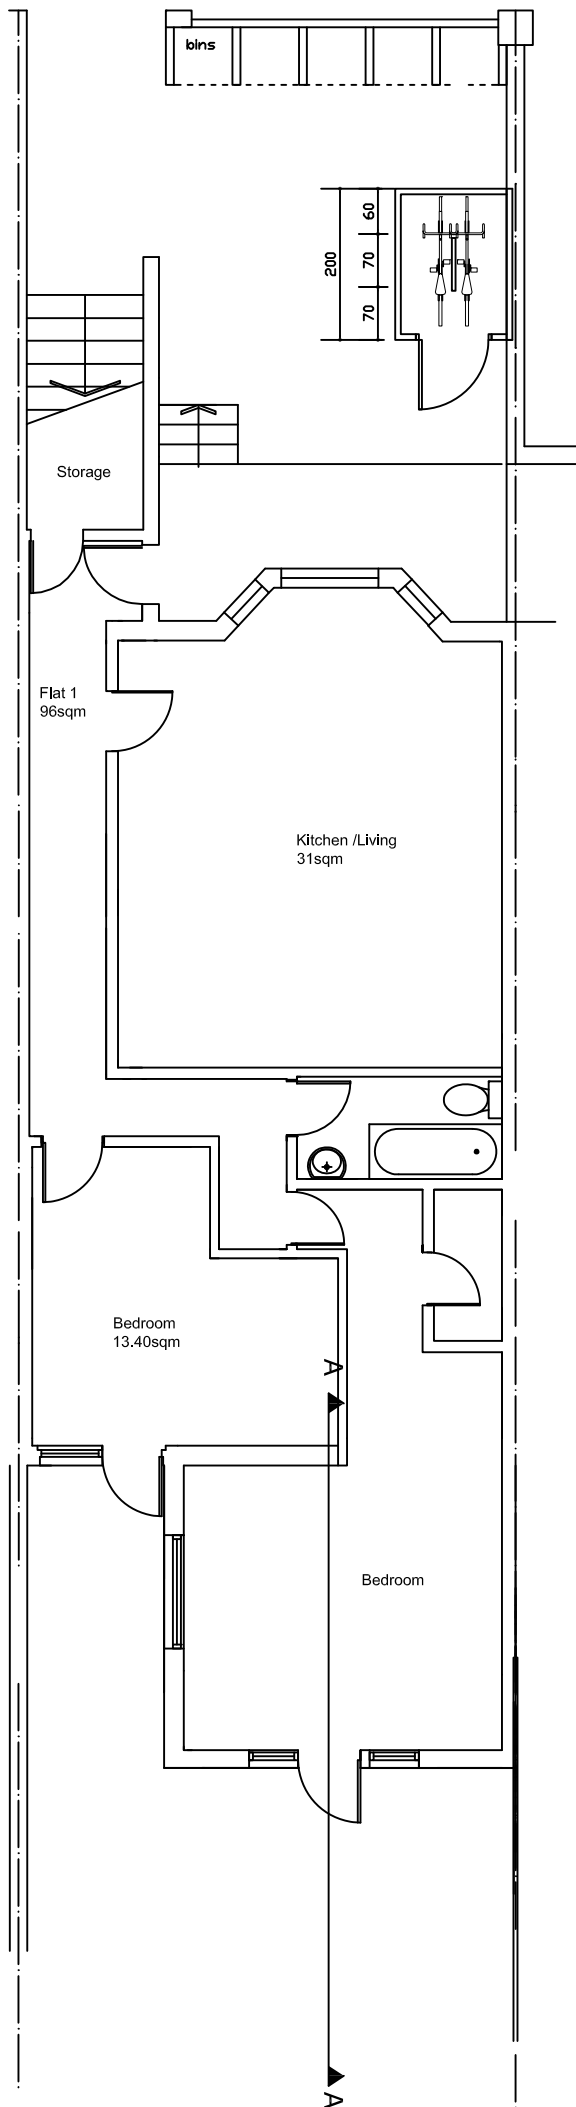 bins
60
200
70
70
Storage
Flat 1
96sqm
Kitchen /Living
31sqm
Bedroom
13.40sqm
A
Bedroom
A